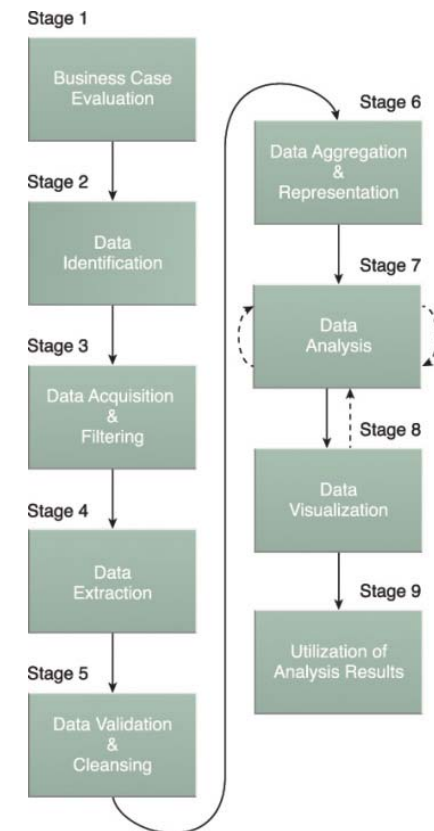 Stage 1
Business Case
Evaluation
Stage 2
Data
Identification
Stage 3
Data Acquisition
&
Filtering
Stage 4
Data
Extraction
Stage 5
Data Validation
&
Cleansing
Stage 6
Data Aggregation
&
Representation
Stage 7
Data
Analysis
Stage 8
Data
Visualization
Stage 9
Utilization of
Analysis Results